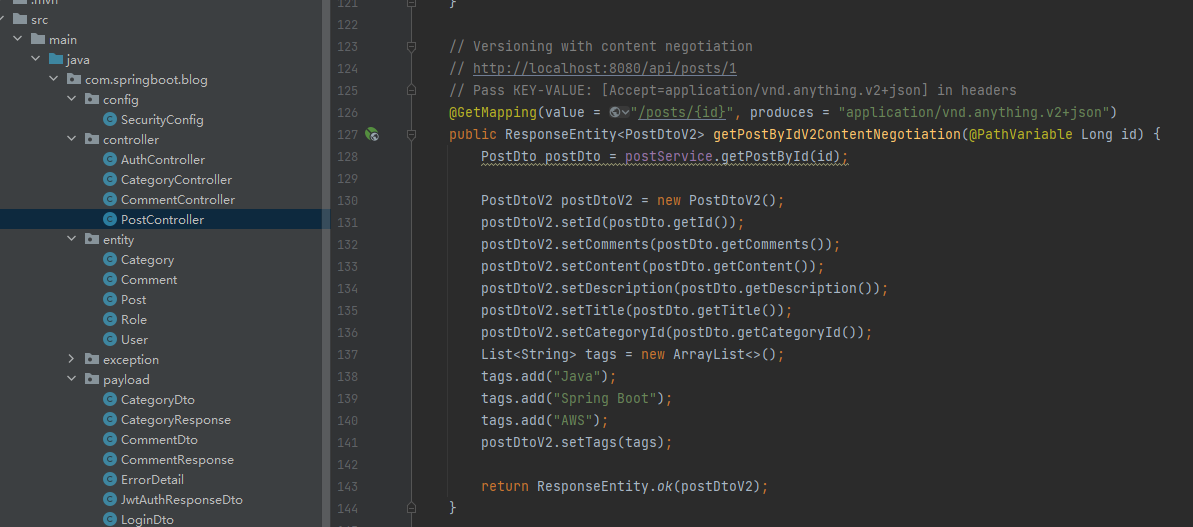 .mvn
src
main
java
com.springboot.blog
config
SecurityConfig
controller
AuthController
CategoryController
CommentController
PostController
entity
Category
Comment
Post
Role
User
exception
payload
CategoryDto
CategoryResponse
CommentDto
CommentResponse
ErrorDetail
JwtAuthResponseDto
LoginDto
121 }
122
123 // Versioning with content negotiation
124 // http://localhost:8080/api/posts/1
125 // Pass KEY-VALUE: [Accept=application/vnd.anything.v2+json] in headers
126 @GetMapping(value = "/posts/{id}", produces = "application/vnd.anything.v2+json")
127 public ResponseEntity<PostDtoV2> getPostByIdV2ContentNegotiation(@PathVariable Long id) {
128 PostDto postDto = postService.getPostById(id);
129
130 PostDtoV2 postDtoV2 = new PostDtoV2();
131 postDtoV2.setId(postDto.getId());
132 postDtoV2.setComments(postDto.getComments());
133 postDtoV2.setContent(postDto.getContent());
134 postDtoV2.setDescription(postDto.getDescription());
135 postDtoV2.setTitle(postDto.getTitle());
136 postDtoV2.setCategoryId(postDto.getCategoryId());
137 List<String> tags = new ArrayList<>();
138 tags.add("Java");
139 tags.add("Spring Boot");
140 tags.add("AWS");
141 postDtoV2.setTags(tags);
142
143 return ResponseEntity.ok(postDtoV2);
144 }